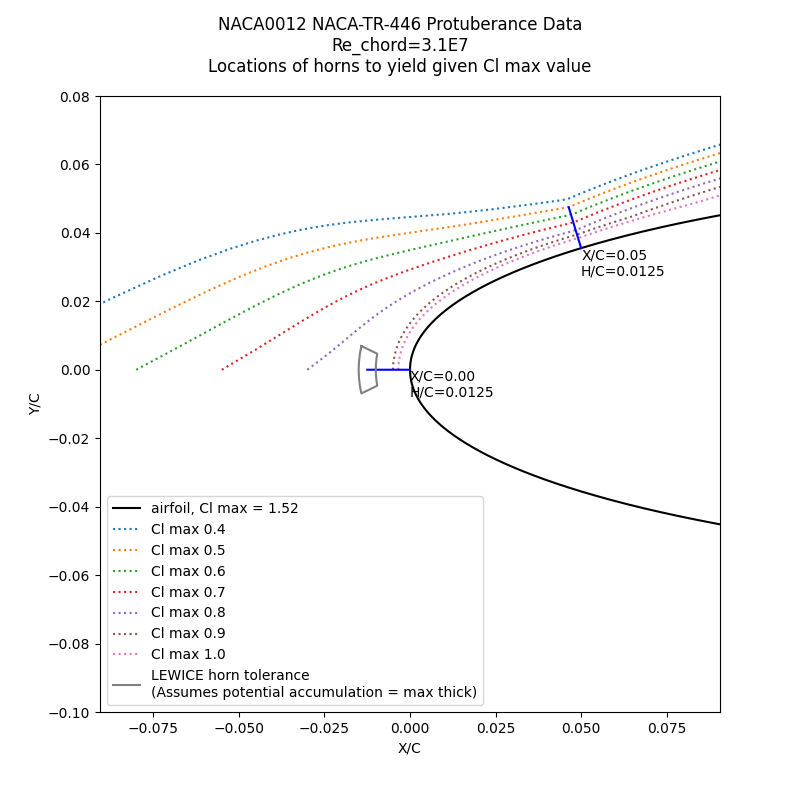 NACA0012 NACA-TR-446 Protuberance Data
Re_chord=3.1E7
Locations of horns to yield given Cl max value
0.08
0.06
0.04
0.02
0.00
−0.02
−0.04
−0.06
−0.08
−0.10
Y/C
X/C=0.05
H/C=0.0125
X/C=0.00
H/C=0.0125
airfoil, Cl max = 1.52
Cl max 0.4
Cl max 0.5
Cl max 0.6
Cl max 0.7
Cl max 0.8
Cl max 0.9
Cl max 1.0
LEWICE horn tolerance
(Assumes potential accumulation = max thick)
−0.075 −0.050 −0.025 0.000 0.025 0.050 0.075
X/C